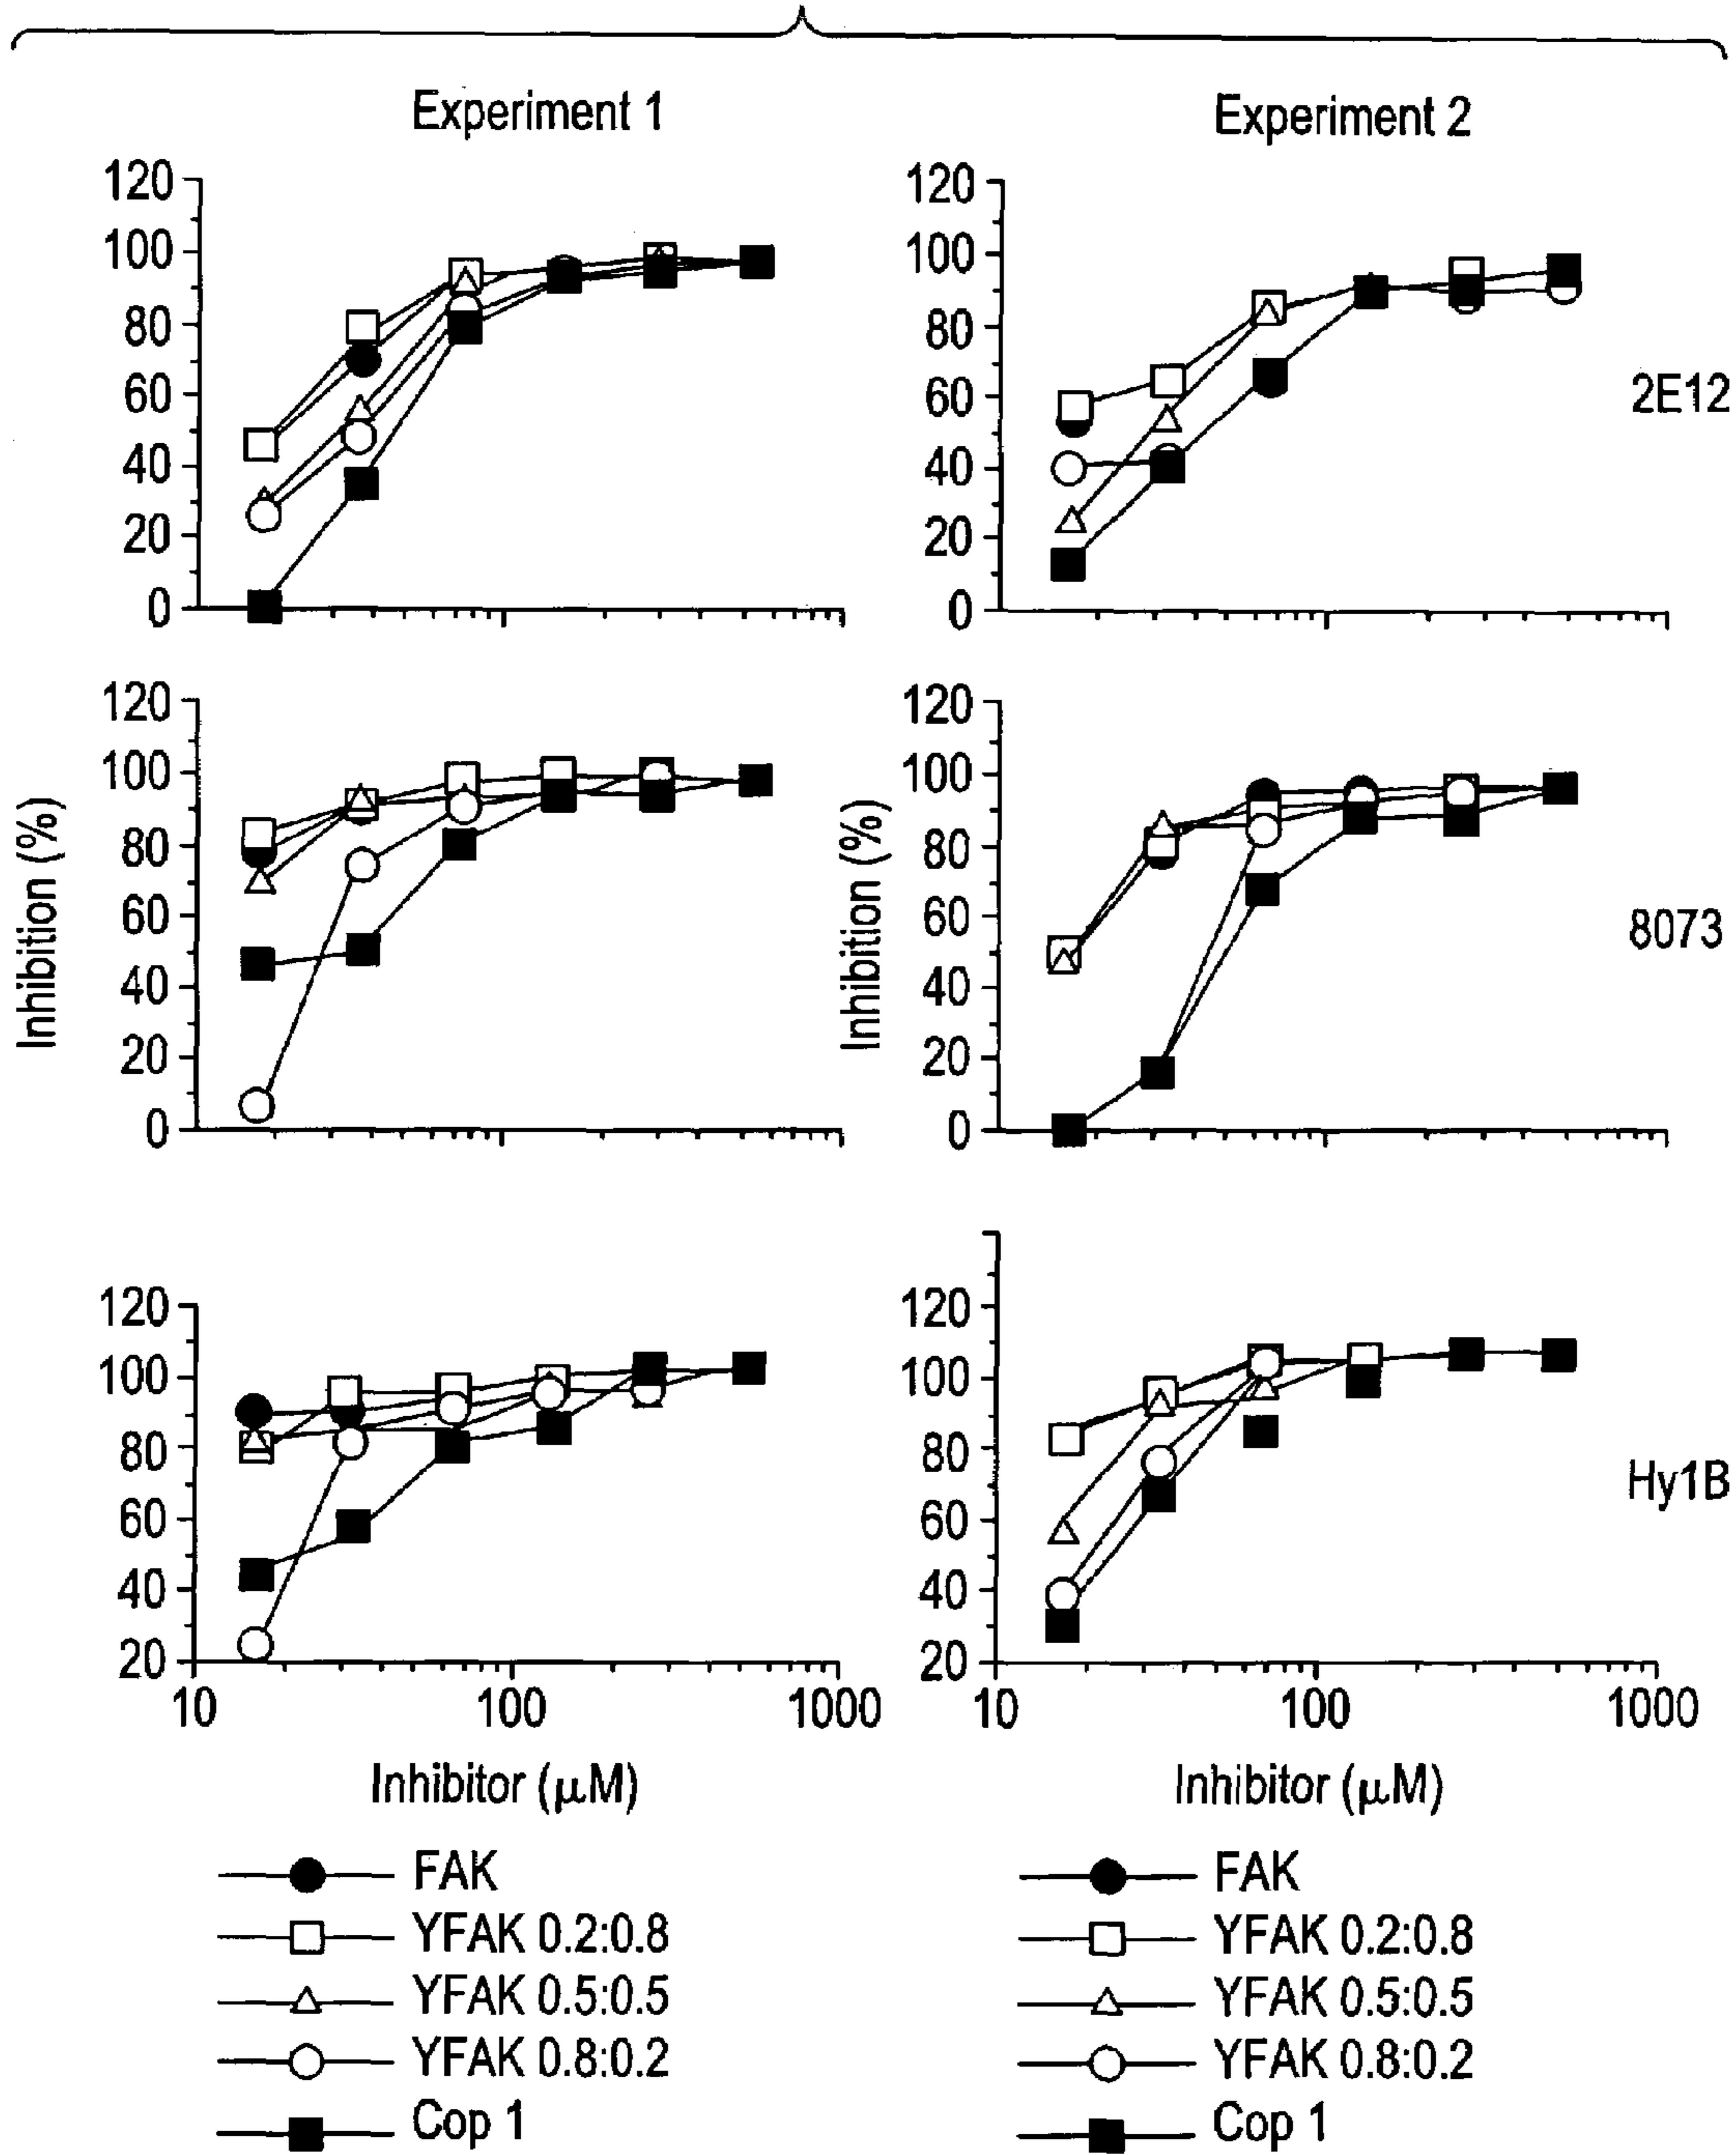 Experiment 1
Experiment 2
120
100
80
60
40
20
0
120
100
80
60
40
20
0
2E12
Inhibition (%)
120
100
80
60
40
20
0
Inhibition (%)
120
100
80
60
40
20
0
8073
120
100
80
60
40
20
10
100
1000
Inhibitor (μM)
120
100
80
60
40
20
10
100
1000
Inhibitor (μM)
Hy1B
FAK
YFAK 0.2:0.8
YFAK 0.5:0.5
YFAK 0.8:0.2
Cop 1
FAK
YFAK 0.2:0.8
YFAK 0.5:0.5
YFAK 0.8:0.2
Cop 1